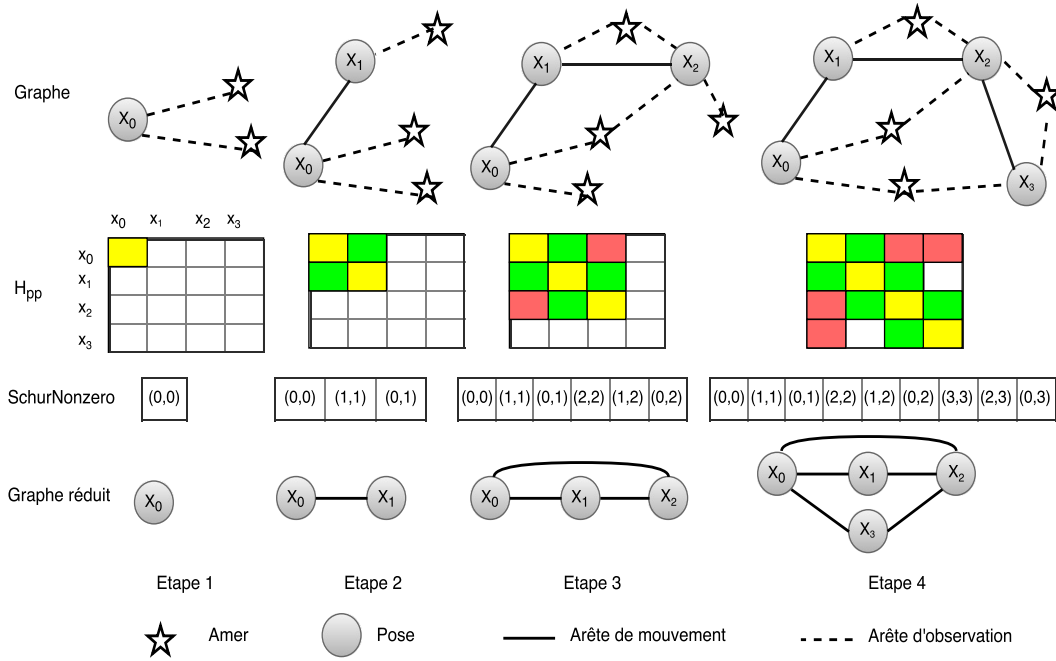 X₁
X₁
X₂
X₁
X₂
Graphe
X₀
X₀
X₀
X₀
X₃
x₀ x₁ x₂ x₃
x₀
x₁
x₂
x₃
Hpp
SchurNonzero
(0,0)
(0,0) (1,1) (0,1)
(0,0) (1,1) (0,1) (2,2) (1,2) (0,2)
(0,0) (1,1) (0,1) (2,2) (1,2) (0,2) (3,3) (2,3) (0,3)
Graphe réduit
X₀
X₀ X₁
X₀ X₁ X₂
X₀ X₁ X₂
X₃
Etape 1
Etape 2
Etape 3
Etape 4
Amer
Pose
Arête de mouvement
Arête d'observation